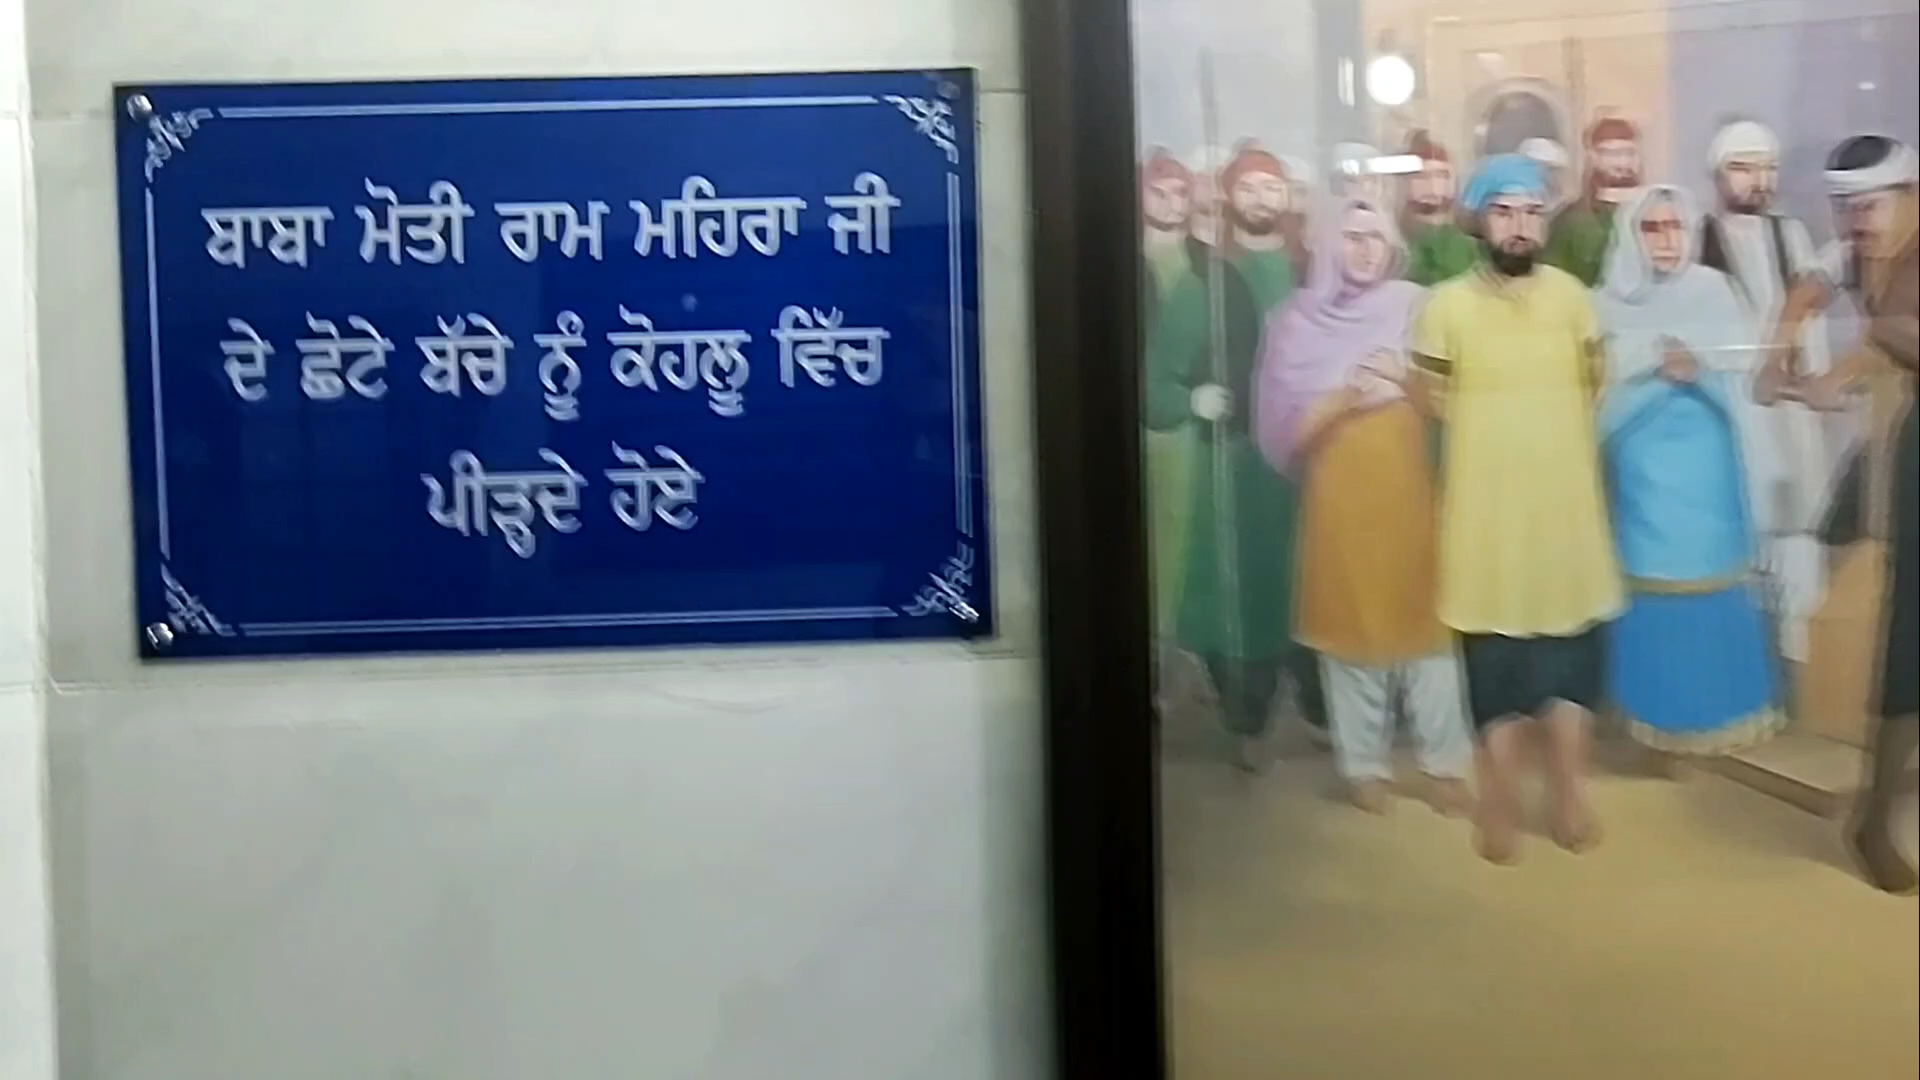 ਬਾਬਾ ਮੋਤੀ ਰਾਮ ਮਹਿਰਾ ਜੀ
ਦੇ ਛੋਟੇ ਬੱਚੇ ਨੂੰ ਕੋਹਲੂ ਵਿੱਚ
ਪੀੜ੍ਹਦੇ ਹੋਏ